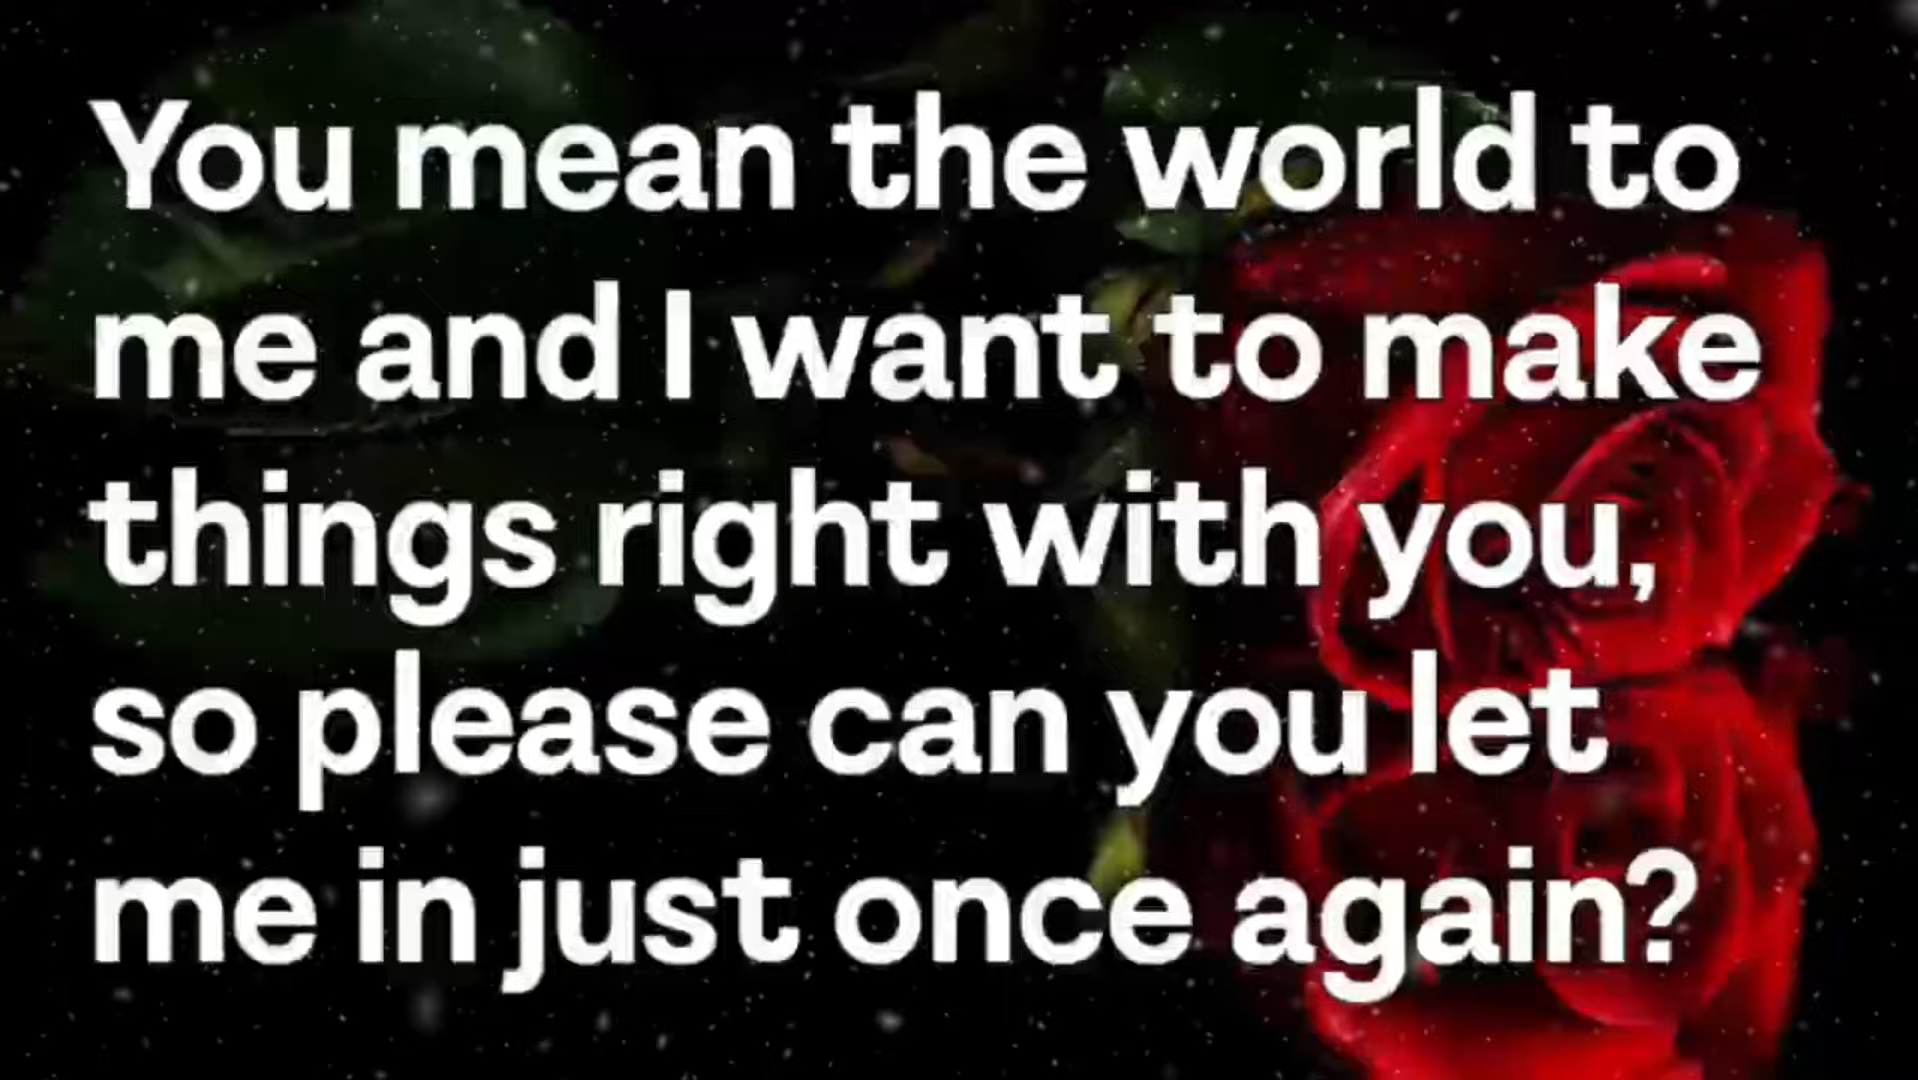 You mean the world to
me and I want to make
things right with you,
so please can you let
me in just once again?